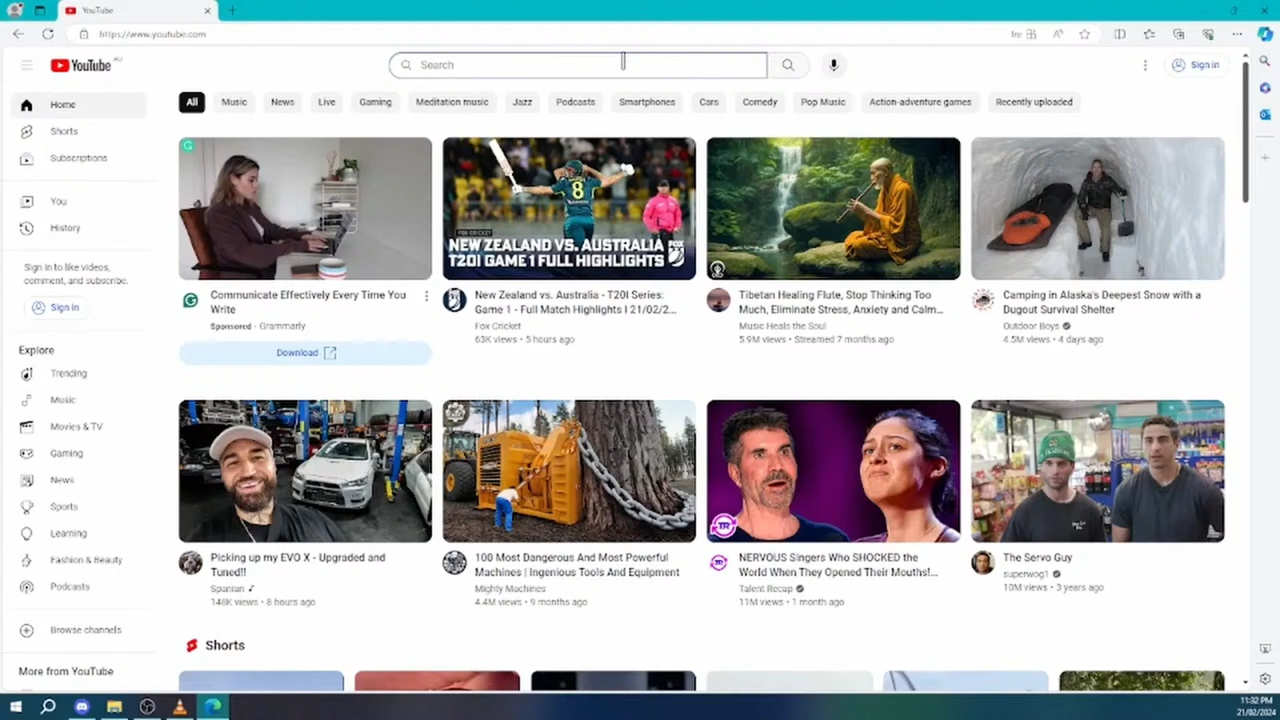 YouTube
https://www.youtube.com
YouTube AU
Search
Sign in
All
Music
News
Live
Gaming
Meditation music
Jazz
Podcasts
Smartphones
Cars
Comedy
Pop Music
Action-adventure games
Recently uploaded
Home
Shorts
Subscriptions
You
History
Sign in to like videos,
comment, and subscribe.
Sign in
Explore
Trending
Music
Movies & TV
Gaming
News
Sports
Learning
Fashion & Beauty
Podcasts
Browse channels
More from YouTube
Communicate Effectively Every Time You
Write
Sponsored · Grammarly
Download
8
FOX CRICKET
NEW ZEALAND VS. AUSTRALIA
T20I GAME 1 FULL HIGHLIGHTS
FOX
New Zealand vs. Australia - T20I Series:
Game 1 - Full Match Highlights I 21/02/2...
Fox Cricket
63K views • 5 hours ago
Tibetan Healing Flute, Stop Thinking Too
Much, Eliminate Stress, Anxiety and Calm...
Music Heals the Soul
5.9M views • Streamed 7 months ago
Camping in Alaska's Deepest Snow with a
Dugout Survival Shelter
Outdoor Boys
4.5M views • 4 days ago
Picking up my EVO X - Upgraded and
Tuned!!
Spanian
148K views • 8 hours ago
100 Most Dangerous And Most Powerful
Machines | Ingenious Tools And Equipment
Mighty Machines
4.4M views • 9 months ago
TR
NERVOUS Singers Who SHOCKED the
World When They Opened Their Mouths!...
Talent Recap
11M views • 1 month ago
The Servo Guy
superwog1
10M views • 3 years ago
Shorts
11:32 PM
21/02/2024